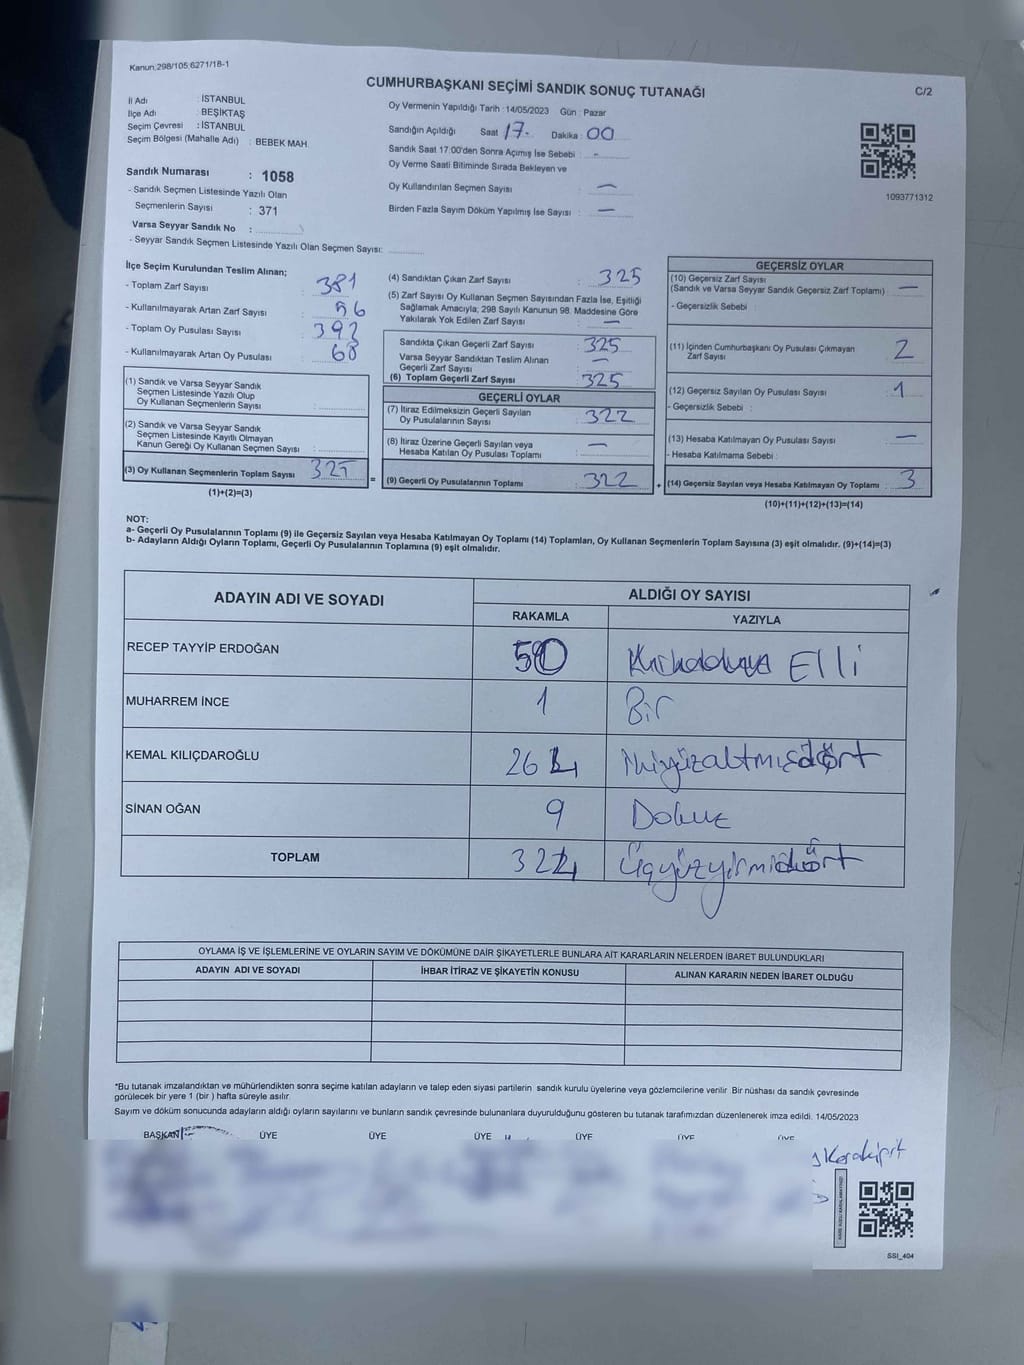 Kanun:298/105;6271/18-1
CUMHURBAŞKANI SEÇİMİ SANDIK SONUÇ TUTANAĞI
C/2
İl Adı : İSTANBUL
İlçe Adı : BEŞİKTAŞ
Seçim Çevresi : İSTANBUL
Seçim Bölgesi (Mahalle Adı) : BEBEK MAH.
Sandık Numarası : 1058
- Sandık Seçmen Listesinde Yazılı Olan
Seçmenlerin Sayısı : 371
Varsa Seyyar Sandık No :
- Seyyar Sandık Seçmen Listesinde Yazılı Olan Seçmen Sayısı:
Oy Vermenin Yapıldığı Tarih : 14/05/2023 Gün : Pazar
Sandığın Açıldığı Saat 17- Dakika : 00
Sandık Saat 17:00'den Sonra Açımış İse Sebebi : -
Oy Verme Saati Bitiminde Sırada Bekleyen ve
Oy Kullandırılan Seçmen Sayısı : —
Birden Fazla Sayım Döküm Yapılmış İse Sayısı : —
1093771312
İlçe Seçim Kurulundan Teslim Alınan;
- Toplam Zarf Sayısı : 381
- Kullanılmayarak Artan Zarf Sayısı : 56
- Toplam Oy Pusulası Sayısı : 392
- Kullanılmayarak Artan Oy Pusulası : 68
(1) Sandık ve Varsa Seyyar Sandık
Seçmen Listesinde Yazılı Olup
Oy Kullanan Seçmenlerin Sayısı :
(2) Sandık ve Varsa Seyyar Sandık
Seçmen Listesinde Kayıtlı Olmayan
Kanun Gereği Oy Kullanan Seçmen Sayısı :
(3) Oy Kullanan Seçmenlerin Toplam Sayısı 325
(1)+(2)=(3)
=
(4) Sandıktan Çıkan Zarf Sayısı : 325
(5) Zarf Sayısı Oy Kullanan Seçmen Sayısından Fazla İse, Eşitliği
Sağlamak Amacıyla; 298 Sayılı Kanunun 98. Maddesine Göre
Yakılarak Yok Edilen Zarf Sayısı : —
Sandıkta Çıkan Geçerli Zarf Sayısı : 325
Varsa Seyyar Sandıktan Teslim Alınan
Geçerli Zarf Sayısı : —
(6) Toplam Geçerli Zarf Sayısı : 325
GEÇERLİ OYLAR
(7) İtiraz Edilmeksizin Geçerli Sayılan
Oy Pusulalarının Sayısı : 322
(8) İtiraz Üzerine Geçerli Sayılan veya
Hesaba Katılan Oy Pusulası Toplamı : —
(9) Geçerli Oy Pusulalarının Toplamı : 322
+
GEÇERSİZ OYLAR
(10) Geçersiz Zarf Sayısı
(Sandık ve Varsa Seyyar Sandık Geçersiz Zarf Toplamı) : —
- Geçersizlik Sebebi :
(11) İçinden Cumhurbaşkanı Oy Pusulası Çıkmayan
Zarf Sayısı : 2
(12) Geçersiz Sayılan Oy Pusulası Sayısı : 1
- Geçersizlik Sebebi :
(13) Hesaba Katılmayan Oy Pusulası Sayısı : —
- Hesaba Katılmama Sebebi :
(14) Geçersiz Sayılan veya Hesaba Katılmayan Oy Toplamı : 3
(10)+(11)+(12)+(13)=(14)
NOT:
a- Geçerli Oy Pusulalarının Toplamı (9) ile Geçersiz Sayılan veya Hesaba Katılmayan Oy Toplamı (14) Toplamları, Oy Kullanan Seçmenlerin Toplam Sayısına (3) eşit olmalıdır. (9)+(14)=(3)
b- Adayların Aldığı Oyların Toplamı, Geçerli Oy Pusulalarının Toplamına (9) eşit olmalıdır.
ADAYIN ADI VE SOYADI
ALDIĞI OY SAYISI
RAKAMLA YAZIYLA
RECEP TAYYİP ERDOĞAN 50 Elli
MUHARREM İNCE 1 Bir
KEMAL KILIÇDAROĞLU 264 İkiyüzaltmışdört
SİNAN OĞAN 9 Dokuz
TOPLAM 324 Üçyüzyirmidört
OYLAMA İŞ VE İŞLEMLERİNE VE OYLARIN SAYIM VE DÖKÜMÜNE DAİR ŞİKAYETLERLE BUNLARA AİT KARARLARIN NELERDEN İBARET BULUNDUKLARI
ADAYIN ADI VE SOYADI İHBAR İTİRAZ VE ŞİKAYETİN KONUSU ALINAN KARARIN NEDEN İBARET OLDUĞU
*Bu tutanak imzalandıktan ve mühürlendikten sonra seçime katılan adayların ve talep eden siyasi partilerin sandık kurulu üyelerine veya gözlemcilerine verilir. Bir nüshası da sandık çevresinde
görülecek bir yere 1 (bir) hafta süreyle asılır.
Sayım ve döküm sonucunda adayların aldığı oyların sayılarını ve bunların sandık çevresinde bulunanlara duyurulduğunu gösteren bu tutanak tarafımızdan düzenlenerek imza edildi. 14/05/2023
BAŞKAN ÜYE ÜYE ÜYE ÜYE ÜYE ÜYE
SSI_404